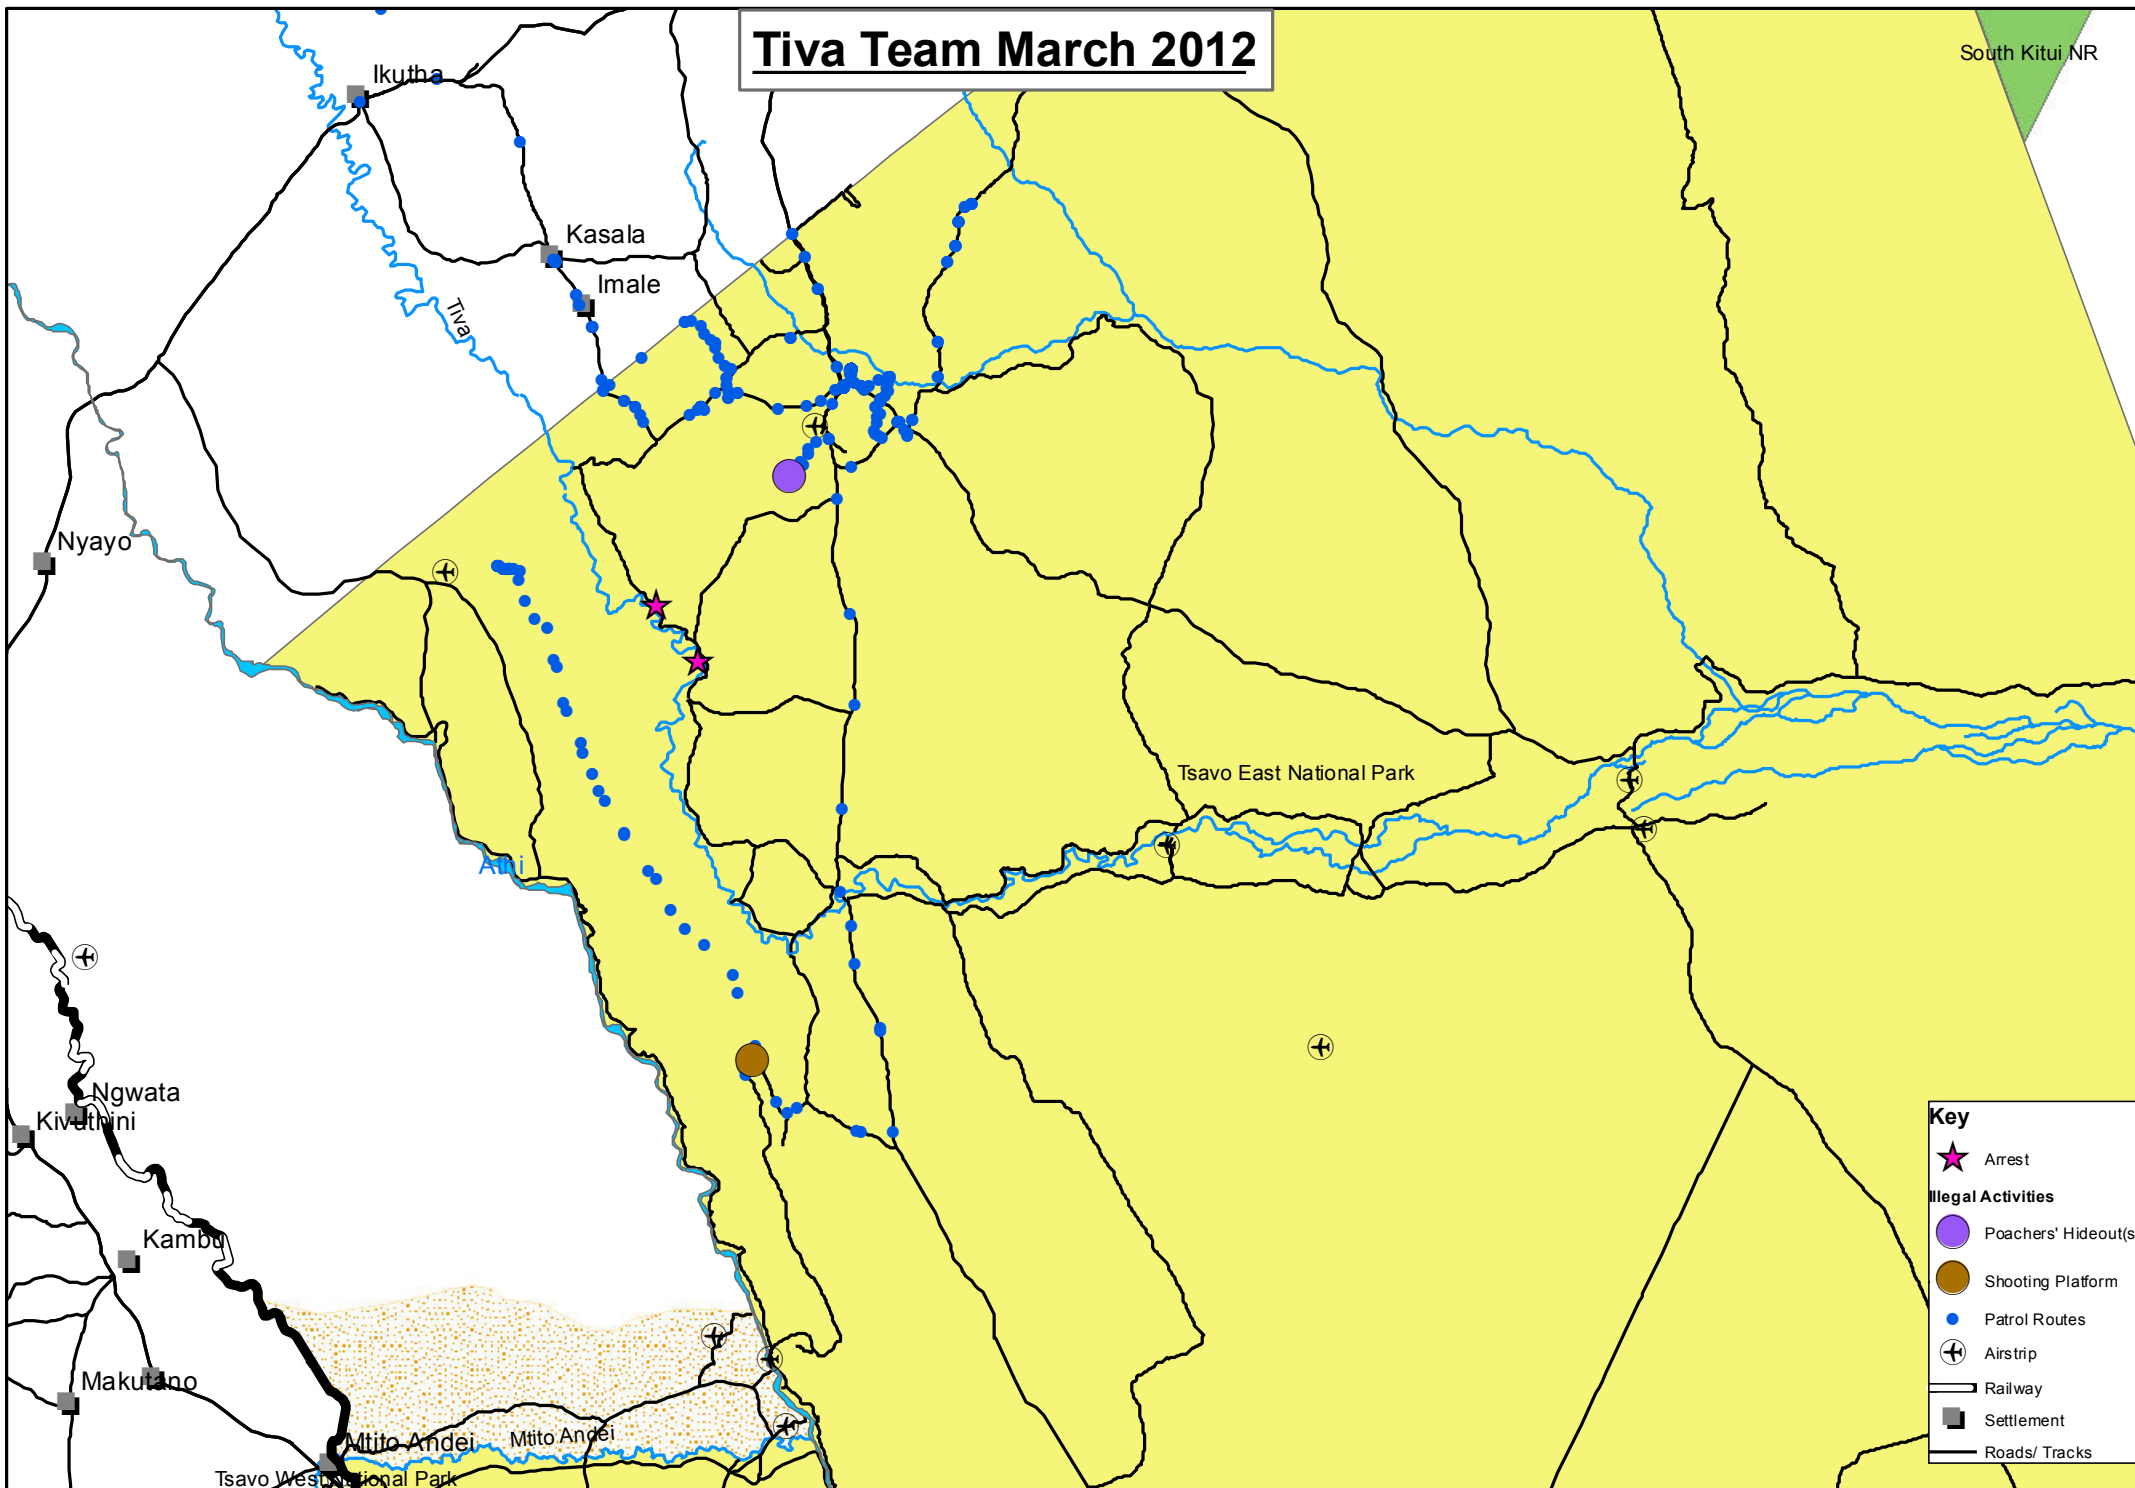 Tiva Team March 2012
South Kitui NR
Ikutha
Kasala
Imale
Tiva
Nyayo
Tsavo East National Park
Athi
Ngwata
Kivuthini
Kambu
Makutano
Mtito Andei
Mtito Andei
Tsavo West National Park
Key
Arrest
Illegal Activities
Poachers' Hideout(s
Shooting Platform
Patrol Routes
Airstrip
Railway
Settlement
Roads/ Tracks